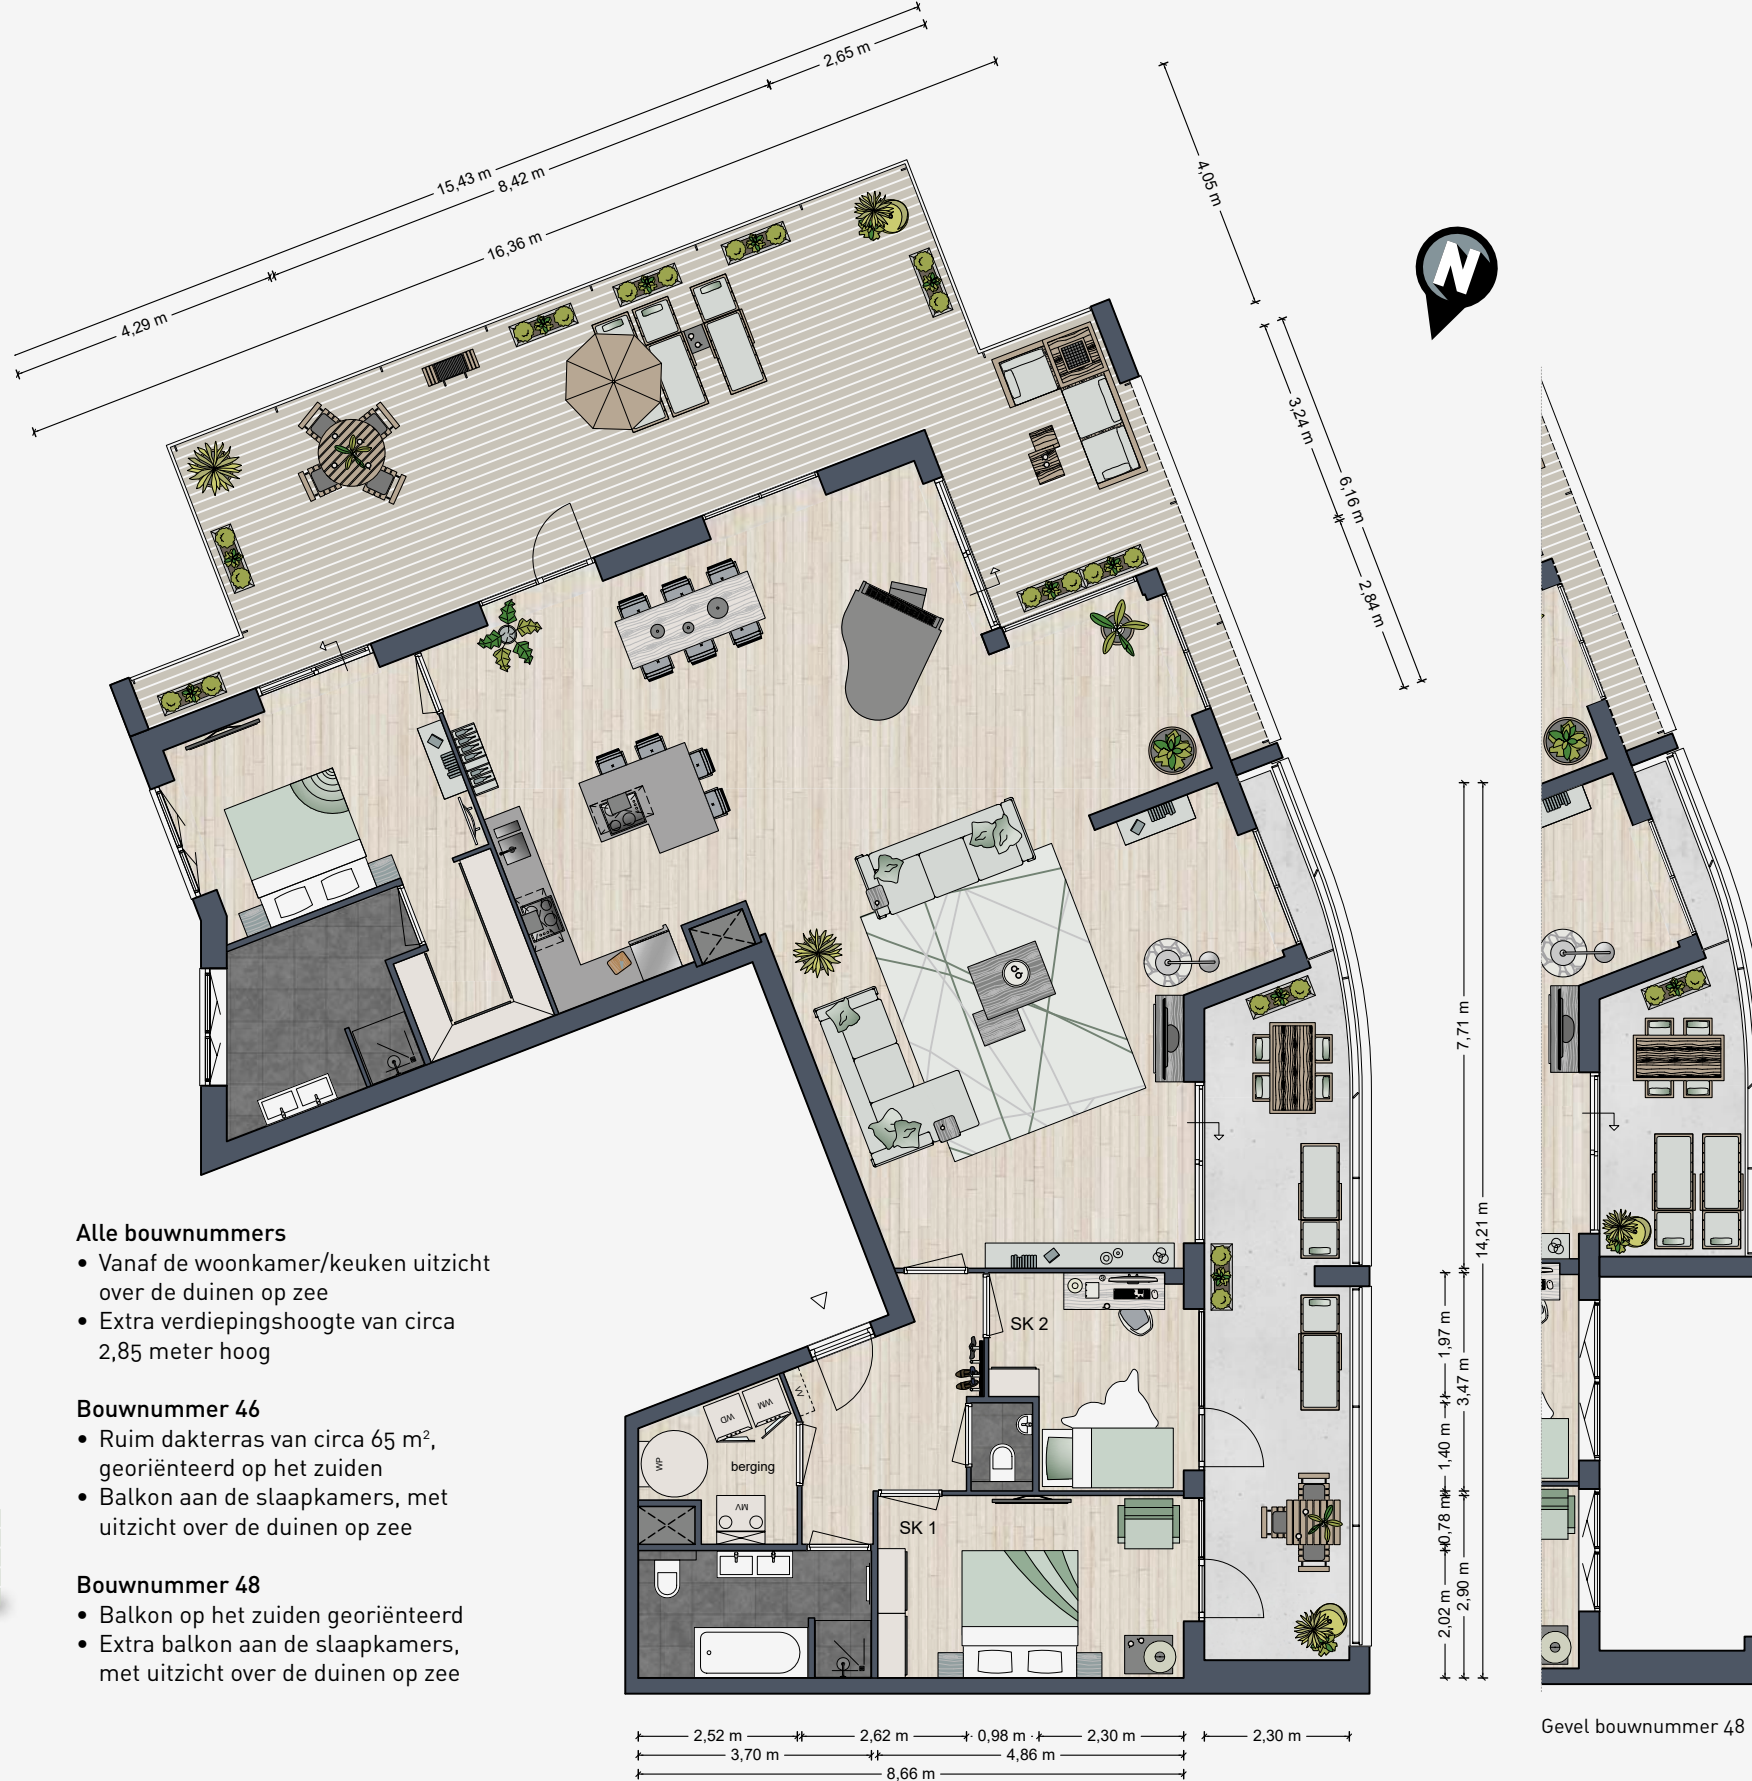 2,65 m
15,43 m
8,42 m
16,36 m
4,29 m
4,05 m
N
3,24 m
6,16 m
2,84 m
7,71 m
14,21 m
1,97 m
3,47 m
1,40 m
0,78 m
2,90 m
2,02 m
SK 2
WD
WM
M
WP
berging
MV
SK 1
Alle bouwnummers
• Vanaf de woonkamer/keuken uitzicht
over de duinen op zee
• Extra verdiepingshoogte van circa
2,85 meter hoog
Bouwnummer 46
• Ruim dakterras van circa 65 m²,
georiënteerd op het zuiden
• Balkon aan de slaapkamers, met
uitzicht over de duinen op zee
Bouwnummer 48
• Balkon op het zuiden georiënteerd
• Extra balkon aan de slaapkamers,
met uitzicht over de duinen op zee
Gevel bouwnummer 48
2,52 m 2,62 m 0,98 m 2,30 m 2,30 m
3,70 m 4,86 m
8,66 m